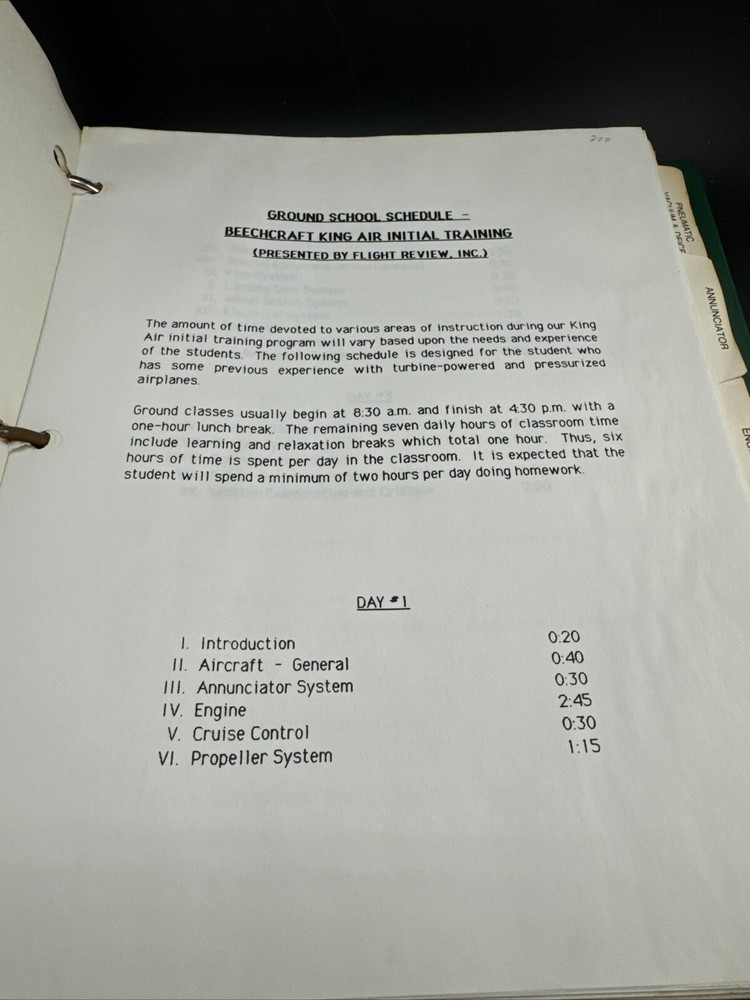 200
GROUND SCHOOL SCHEDULE -
BEECHCRAFT KING AIR INITIAL TRAINING
(PRESENTED BY FLIGHT REVIEW, INC.)
The amount of time devoted to various areas of instruction during our King
Air initial training program will vary based upon the needs and experience
of the students. The following schedule is designed for the student who
has some previous experience with turbine-powered and pressurized
airplanes.
Ground classes usually begin at 8:30 a.m. and finish at 4:30 p.m. with a
one-hour lunch break. The remaining seven daily hours of classroom time
include learning and relaxation breaks which total one hour. Thus, six
hours of time is spent per day in the classroom. It is expected that the
student will spend a minimum of two hours per day doing homework.
DAY #1
I. Introduction 0:20
II. Aircraft - General 0:40
III. Annunciator System 0:30
IV. Engine 2:45
V. Cruise Control 0:30
VI. Propeller System 1:15
PNEUMATIC
VACUUM & DEICE
ANNUNCIATOR